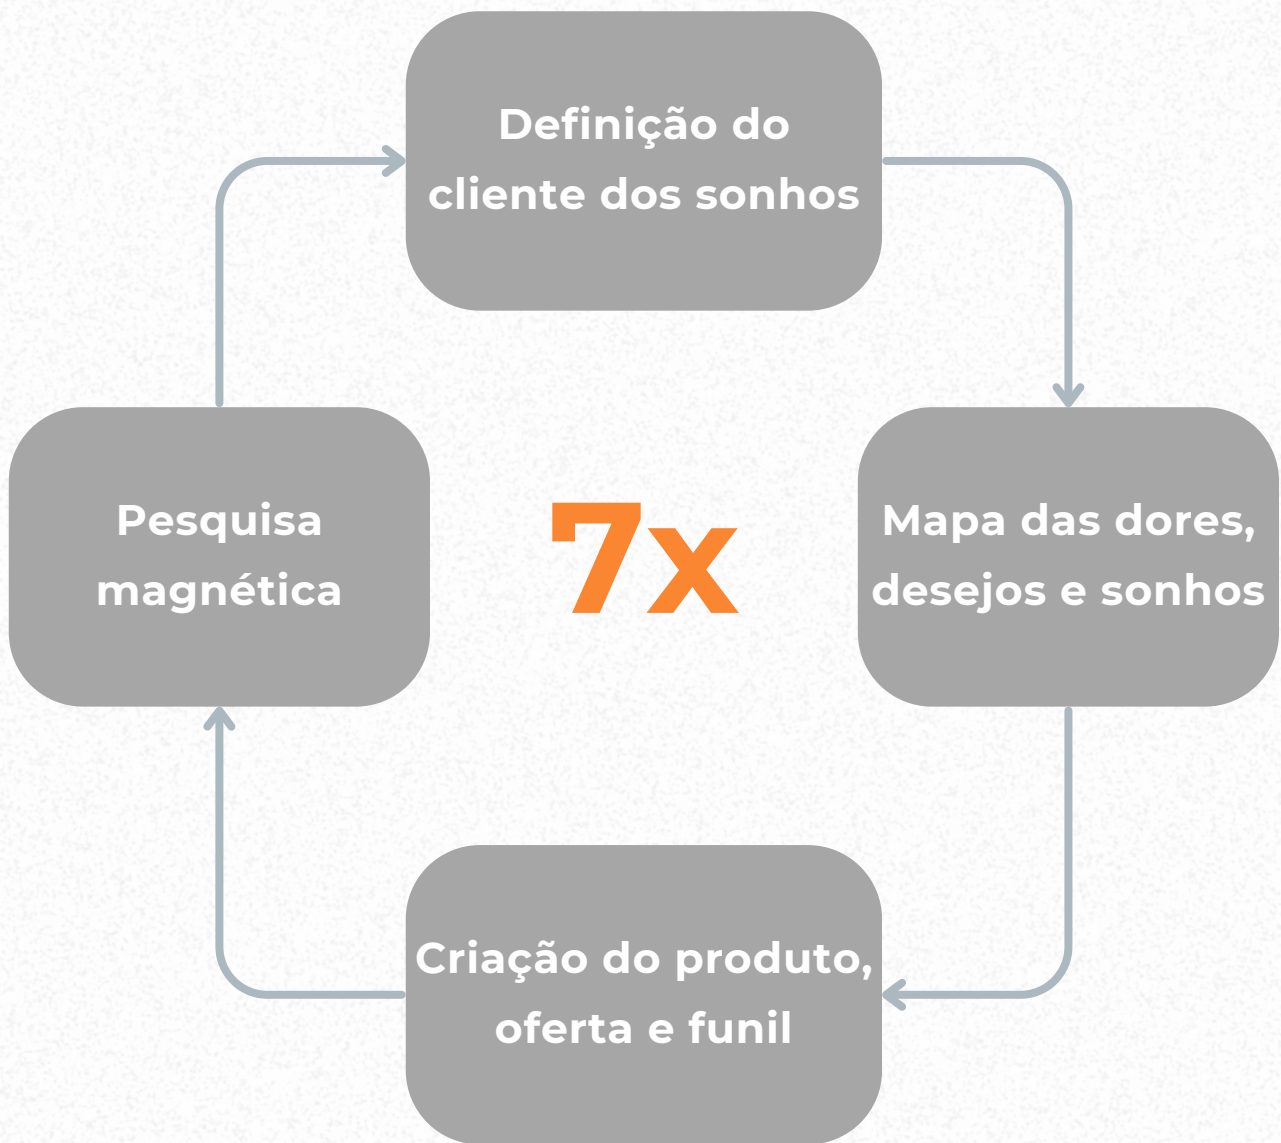 Definição do
cliente dos sonhos
Pesquisa
magnética
7x
Mapa das dores,
desejos e sonhos
Criação do produto,
oferta e funil